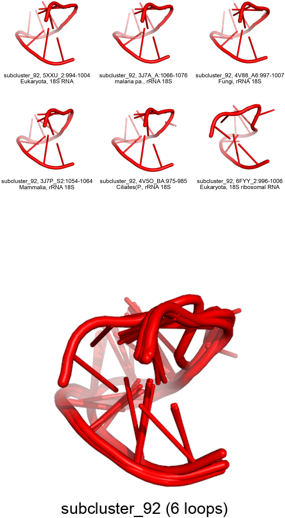 subcluster_92, 5XXU_2:994-1004
Eukaryota, 18S RNA
subcluster_92, 3J7A_A:1066-1076
malaria pa., rRNA 18S
subcluster_92, 4V88_A6:997-1007
Fungi, rRNA 18S
subcluster_92, 3J7P_S2:1054-1064
Mammalia, rRNA 18S
subcluster_92, 4V5O_BA:975-985
Ciliates(P., rRNA 18S
subcluster_92, 6FYY_2:996-1006
Eukaryota, 18S ribosomal RNA
subcluster_92 (6 loops)